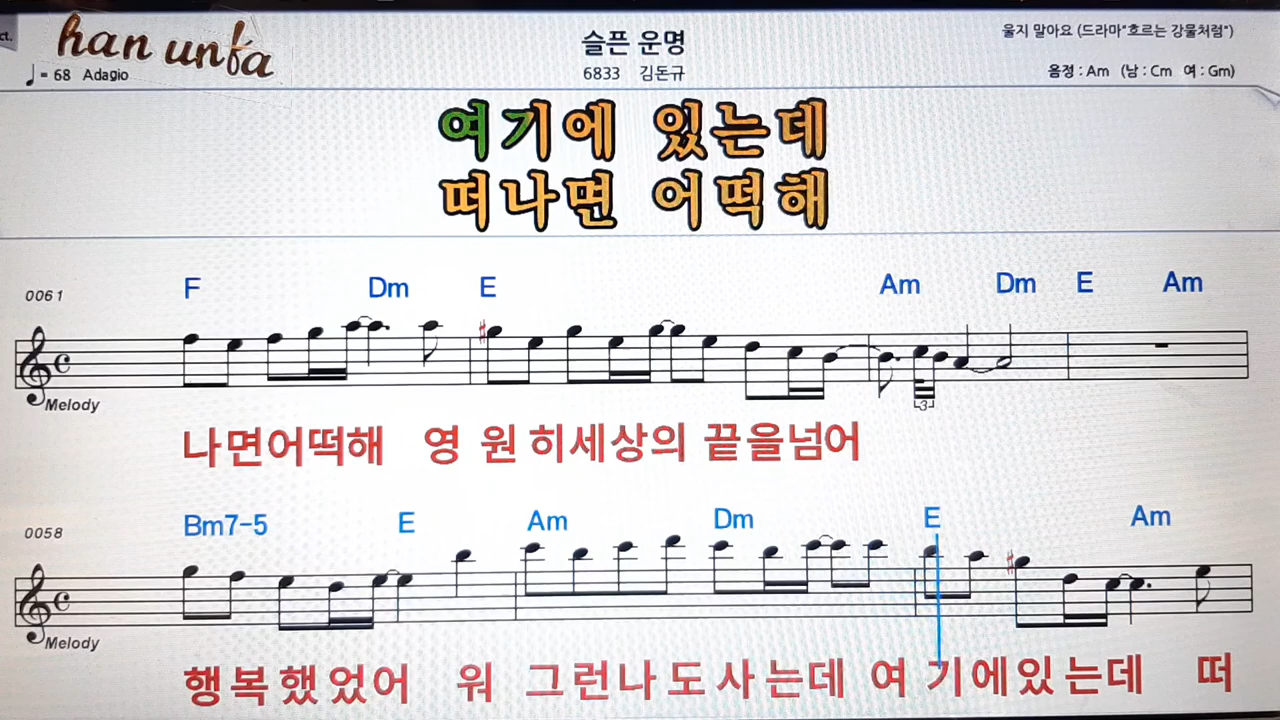 ct.
han unfa
슬픈 운명
울지 말아요 (드라마"흐르는 강물처럼")
♩ = 68 Adagio
6833 김돈규
음정 : Am (남 : Cm 여 : Gm)
여기에 있는데
떠나면 어떡해
0061 F Dm E Am Dm E Am
3
Melody
나면어떡해 영 원 히세상의 끝을넘어
0058 Bm7-5 E Am Dm E Am
Melody
행복했었어 워 그런나도사는데 여 기에있는데 떠